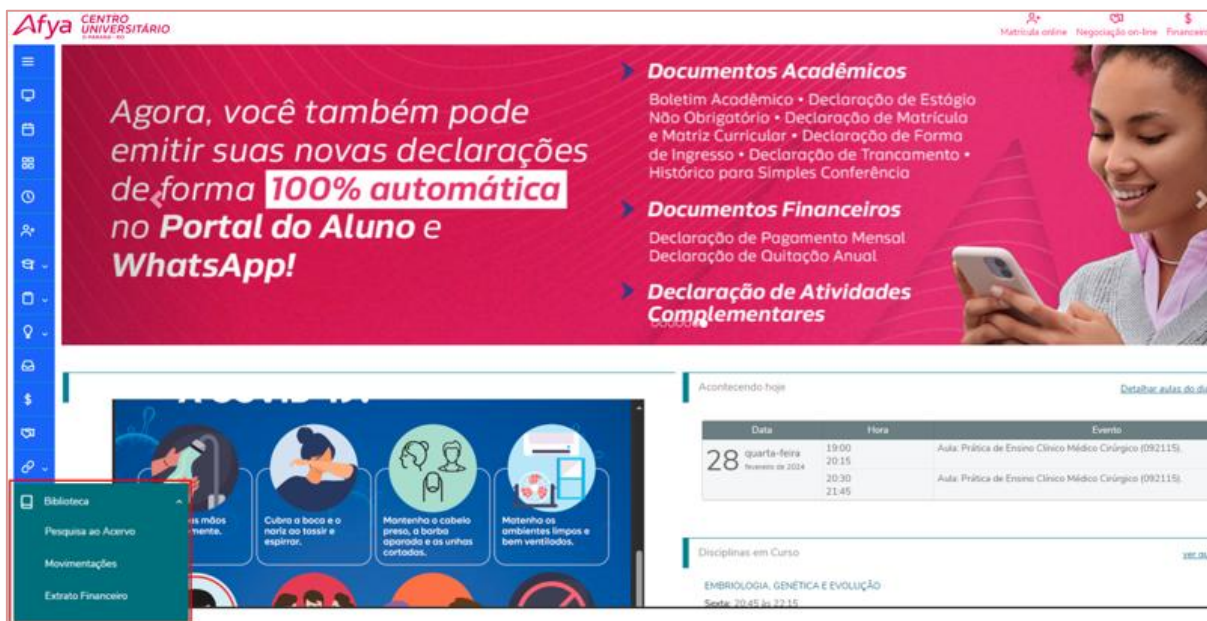 Afya CENTRO
UNIVERSITÁRIO
Matrícula online Negociação on-line Financeiro
Agora, você também pode
emitir suas novas declarações
de forma 100% automática
no Portal do Aluno e
WhatsApp!
Documentos Acadêmicos
Boletim Acadêmico • Declaração de Estágio
Não Obrigatório • Declaração de Matrícula
e Matriz Curricular • Declaração de Forma
de Ingresso • Declaração de Trancamento •
Histórico para Simples Conferência
Documentos Financeiros
Declaração de Pagamento Mensal
Declaração de Quitação Anual
Declaração de Atividades
Complementares
mãos
Cubra a boca e o
nariz ao tossir e
espirrar.
Mantenha o cabelo
preso, a barba
aparada e as unhas
cortadas.
Matenha os
ambientes limpos e
bem ventilados.
Biblioteca
Pesquisa ao Acervo
Movimentações
Extrato Financeiro
Acontecendo hoje
Detalhar aulas do dia
Data Hora Evento
28 quarta-feira
fevereiro de 2024
19:00 Aula: Prática de Ensino Clínico Médico Cirúrgico (092115).
20:15
20:30 Aula: Prática de Ensino Clínico Médico Cirúrgico (092115).
21:45
Disciplinas em Curso
EMBRIOLOGIA, GENÉTICA E EVOLUÇÃO
Sexta: 20:45 às 22:15